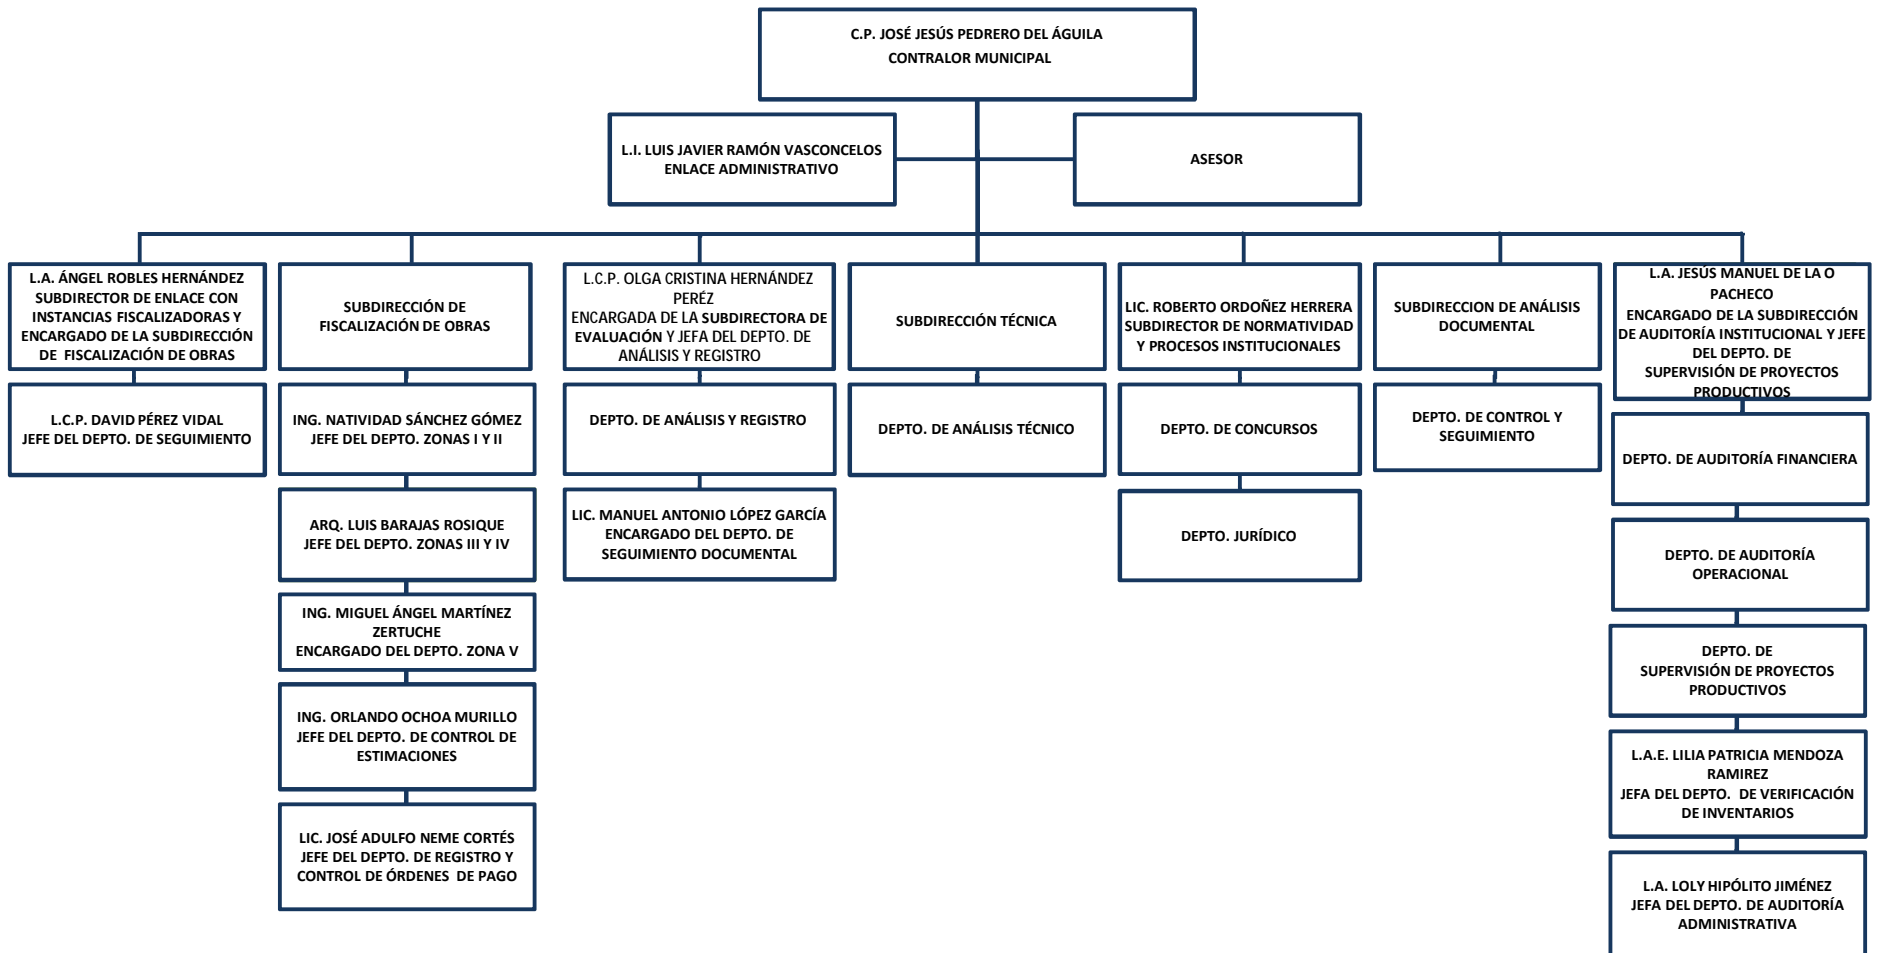 C.P. JOSÉ JESÚS PEDRERO DEL ÁGUILA
CONTRALOR MUNICIPAL
L.I. LUIS JAVIER RAMÓN VASCONCELOS
ENLACE ADMINISTRATIVO
ASESOR
L.A. ÁNGEL ROBLES HERNÁNDEZ
SUBDIRECTOR DE ENLACE CON
INSTANCIAS FISCALIZADORAS Y
ENCARGADO DE LA SUBDIRECCIÓN
DE FISCALIZACIÓN DE OBRAS
L.C.P. DAVID PÉREZ VIDAL
JEFE DEL DEPTO. DE SEGUIMIENTO
SUBDIRECCIÓN DE
FISCALIZACIÓN DE OBRAS
ING. NATIVIDAD SÁNCHEZ GÓMEZ
JEFE DEL DEPTO. ZONAS I Y II
ARQ. LUIS BARAJAS ROSIQUE
JEFE DEL DEPTO. ZONAS III Y IV
ING. MIGUEL ÁNGEL MARTÍNEZ
ZERTUCHE
ENCARGADO DEL DEPTO. ZONA V
ING. ORLANDO OCHOA MURILLO
JEFE DEL DEPTO. DE CONTROL DE
ESTIMACIONES
LIC. JOSÉ ADULFO NEME CORTÉS
JEFE DEL DEPTO. DE REGISTRO Y
CONTROL DE ÓRDENES DE PAGO
L.C.P. OLGA CRISTINA HERNÁNDEZ
PERÉZ
ENCARGADA DE LA SUBDIRECTORA DE
EVALUACIÓN Y JEFA DEL DEPTO. DE
ANÁLISIS Y REGISTRO
DEPTO. DE ANÁLISIS Y REGISTRO
LIC. MANUEL ANTONIO LÓPEZ GARCÍA
ENCARGADO DEL DEPTO. DE
SEGUIMIENTO DOCUMENTAL
SUBDIRECCIÓN TÉCNICA
DEPTO. DE ANÁLISIS TÉCNICO
LIC. ROBERTO ORDOÑEZ HERRERA
SUBDIRECTOR DE NORMATIVIDAD
Y PROCESOS INSTITUCIONALES
DEPTO. DE CONCURSOS
DEPTO. JURÍDICO
SUBDIRECCION DE ANÁLISIS
DOCUMENTAL
DEPTO. DE CONTROL Y
SEGUIMIENTO
L.A. JESÚS MANUEL DE LA O
PACHECO
ENCARGADO DE LA SUBDIRECCIÓN
DE AUDITORÍA INSTITUCIONAL Y JEFE
DEL DEPTO. DE
SUPERVISIÓN DE PROYECTOS
PRODUCTIVOS
DEPTO. DE AUDITORÍA FINANCIERA
DEPTO. DE AUDITORÍA
OPERACIONAL
DEPTO. DE
SUPERVISIÓN DE PROYECTOS
PRODUCTIVOS
L.A.E. LILIA PATRICIA MENDOZA
RAMIREZ
JEFA DEL DEPTO. DE VERIFICACIÓN
DE INVENTARIOS
L.A. LOLY HIPÓLITO JIMÉNEZ
JEFA DEL DEPTO. DE AUDITORÍA
ADMINISTRATIVA